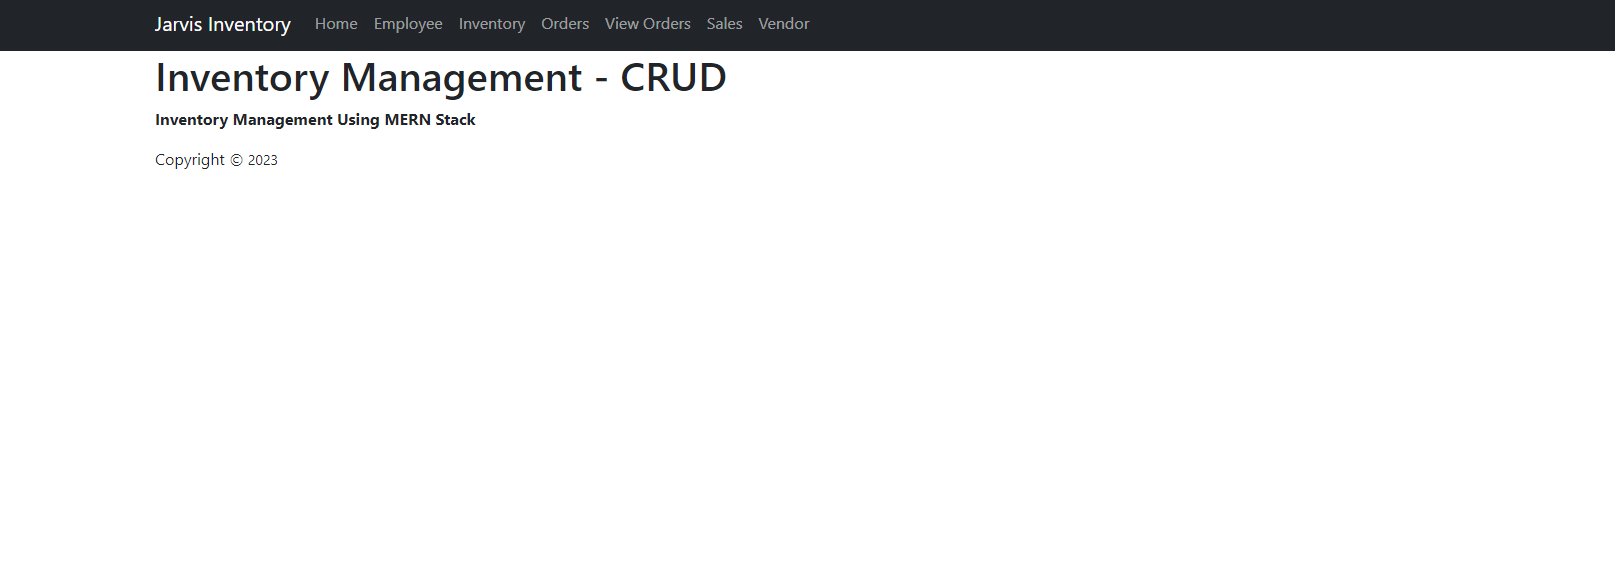 Jarvis Inventory Home Employee Inventory Orders View Orders Sales Vendor
Inventory Management - CRUD
Inventory Management Using MERN Stack
Copyright © 2023